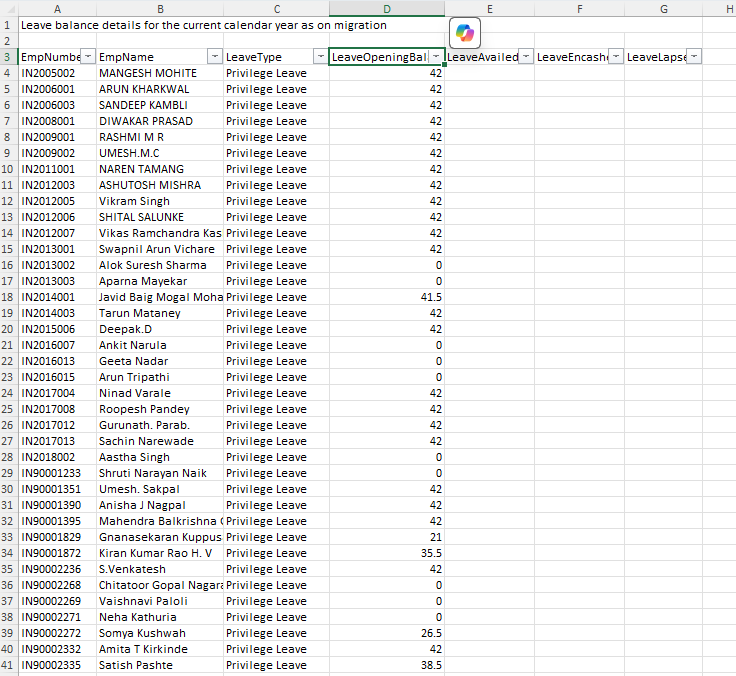 A B C D E F G H
1 Leave balance details for the current calendar year as on migration
2
3 EmpNumbe EmpName LeaveType LeaveOpeningBal LeaveAvailed LeaveEncashe LeaveLapse
4 IN2005002 MANGESH MOHITE Privilege Leave 42
5 IN2006001 ARUN KHARKWAL Privilege Leave 42
6 IN2006003 SANDEEP KAMBLI Privilege Leave 42
7 IN2008001 DIWAKAR PRASAD Privilege Leave 42
8 IN2009001 RASHMI M R Privilege Leave 42
9 IN2009002 UMESH.M.C Privilege Leave 42
10 IN2011001 NAREN TAMANG Privilege Leave 42
11 IN2012003 ASHUTOSH MISHRA Privilege Leave 42
12 IN2012005 Vikram Singh Privilege Leave 42
13 IN2012006 SHITAL SALUNKE Privilege Leave 42
14 IN2012007 Vikas Ramchandra Kas Privilege Leave 42
15 IN2013001 Swapnil Arun Vichare Privilege Leave 42
16 IN2013002 Alok Suresh Sharma Privilege Leave 0
17 IN2013003 Aparna Mayekar Privilege Leave 0
18 IN2014001 Javid Baig Mogal Moha Privilege Leave 41.5
19 IN2014003 Tarun Mataney Privilege Leave 42
20 IN2015006 Deepak.D Privilege Leave 42
21 IN2016007 Ankit Narula Privilege Leave 0
22 IN2016013 Geeta Nadar Privilege Leave 0
23 IN2016015 Arun Tripathi Privilege Leave 0
24 IN2017004 Ninad Varale Privilege Leave 42
25 IN2017008 Roopesh Pandey Privilege Leave 42
26 IN2017012 Gurunath. Parab. Privilege Leave 42
27 IN2017013 Sachin Narewade Privilege Leave 42
28 IN2018002 Aastha Singh Privilege Leave 0
29 IN90001233 Shruti Narayan Naik Privilege Leave 0
30 IN90001351 Umesh. Sakpal Privilege Leave 42
31 IN90001390 Anisha J Nagpal Privilege Leave 42
32 IN90001395 Mahendra Balkrishna Privilege Leave 42
33 IN90001829 Gnanasekaran Kuppus Privilege Leave 21
34 IN90001872 Kiran Kumar Rao H. V Privilege Leave 35.5
35 IN90002236 S.Venkatesh Privilege Leave 42
36 IN90002268 Chitatoor Gopal Nagara Privilege Leave 0
37 IN90002269 Vaishnavi Paloli Privilege Leave 0
38 IN90002271 Neha Kathuria Privilege Leave 0
39 IN90002272 Somya Kushwah Privilege Leave 26.5
40 IN90002332 Amita T Kirkinde Privilege Leave 42
41 IN90002335 Satish Pashte Privilege Leave 38.5